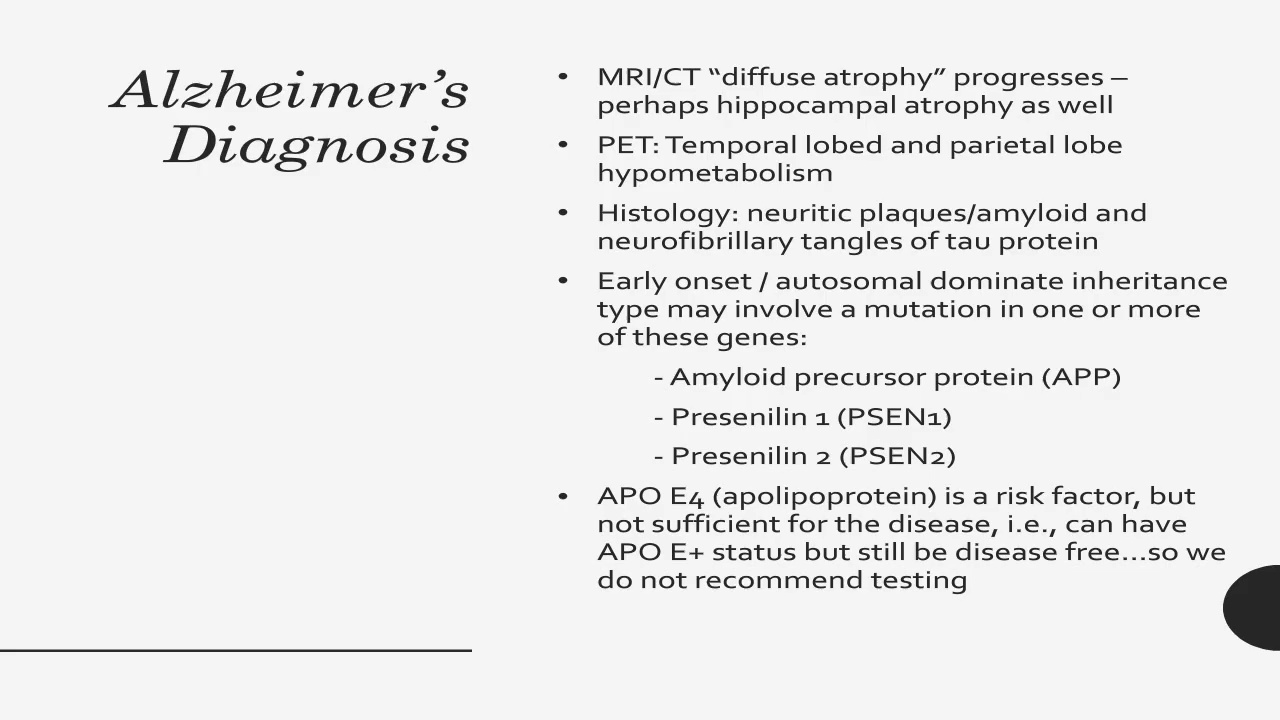 Alzheimer’s
Diagnosis
• MRI/CT “diffuse atrophy” progresses –
perhaps hippocampal atrophy as well
• PET: Temporal lobed and parietal lobe
hypometabolism
• Histology: neuritic plaques/amyloid and
neurofibrillary tangles of tau protein
• Early onset / autosomal dominate inheritance
type may involve a mutation in one or more
of these genes:
- Amyloid precursor protein (APP)
- Presenilin 1 (PSEN1)
- Presenilin 2 (PSEN2)
• APO E4 (apolipoprotein) is a risk factor, but
not sufficient for the disease, i.e., can have
APO E+ status but still be disease free...so we
do not recommend testing